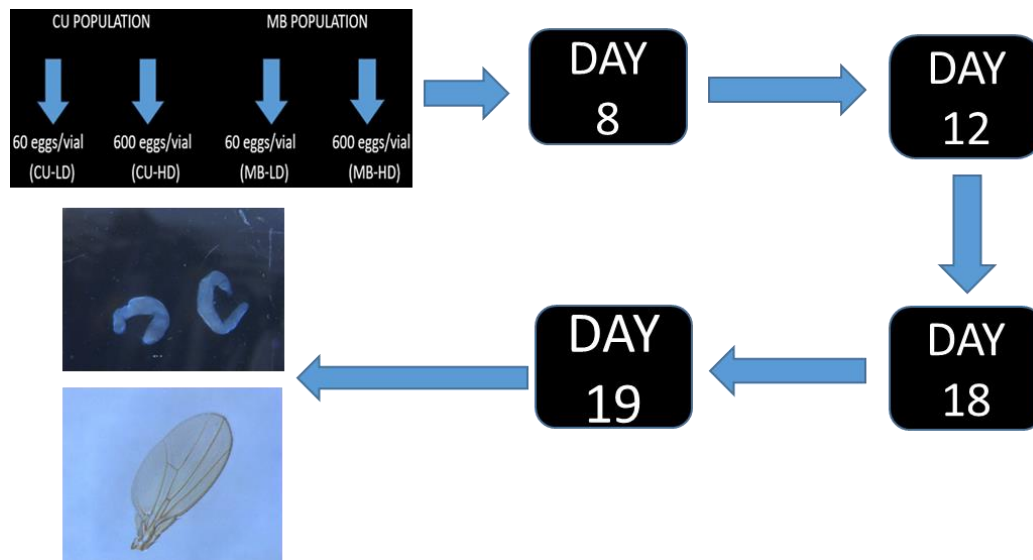 CU POPULATION
MB POPULATION
60 eggs/vial
(CU-LD)
600 eggs/vial
(CU-HD)
60 eggs/vial
(MB-LD)
600 eggs/vial
(MB-HD)
DAY
8
DAY
12
DAY
18
DAY
19